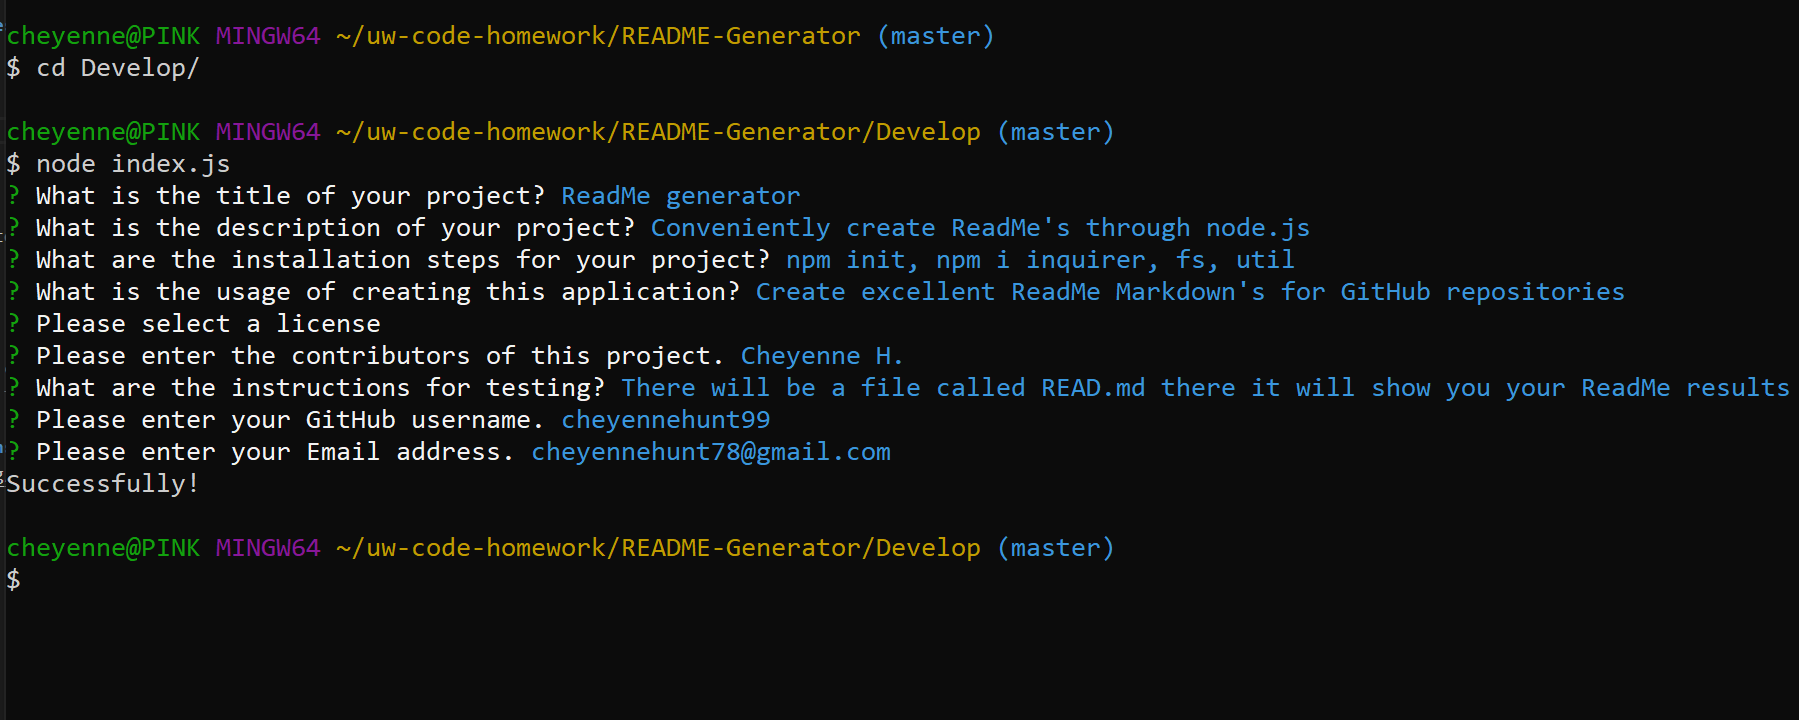 cheyenne@PINK MINGW64 ~/uw-code-homework/README-Generator (master)
$ cd Develop/
cheyenne@PINK MINGW64 ~/uw-code-homework/README-Generator/Develop (master)
$ node index.js
? What is the title of your project? ReadMe generator
? What is the description of your project? Conveniently create ReadMe's through node.js
? What are the installation steps for your project? npm init, npm i inquirer, fs, util
? What is the usage of creating this application? Create excellent ReadMe Markdown's for GitHub repositories
? Please select a license
? Please enter the contributors of this project. Cheyenne H.
? What are the instructions for testing? There will be a file called READ.md there it will show you your ReadMe results
? Please enter your GitHub username. cheyennehunt99
? Please enter your Email address. cheyennehunt78@gmail.com
Successfully!
cheyenne@PINK MINGW64 ~/uw-code-homework/README-Generator/Develop (master)
$